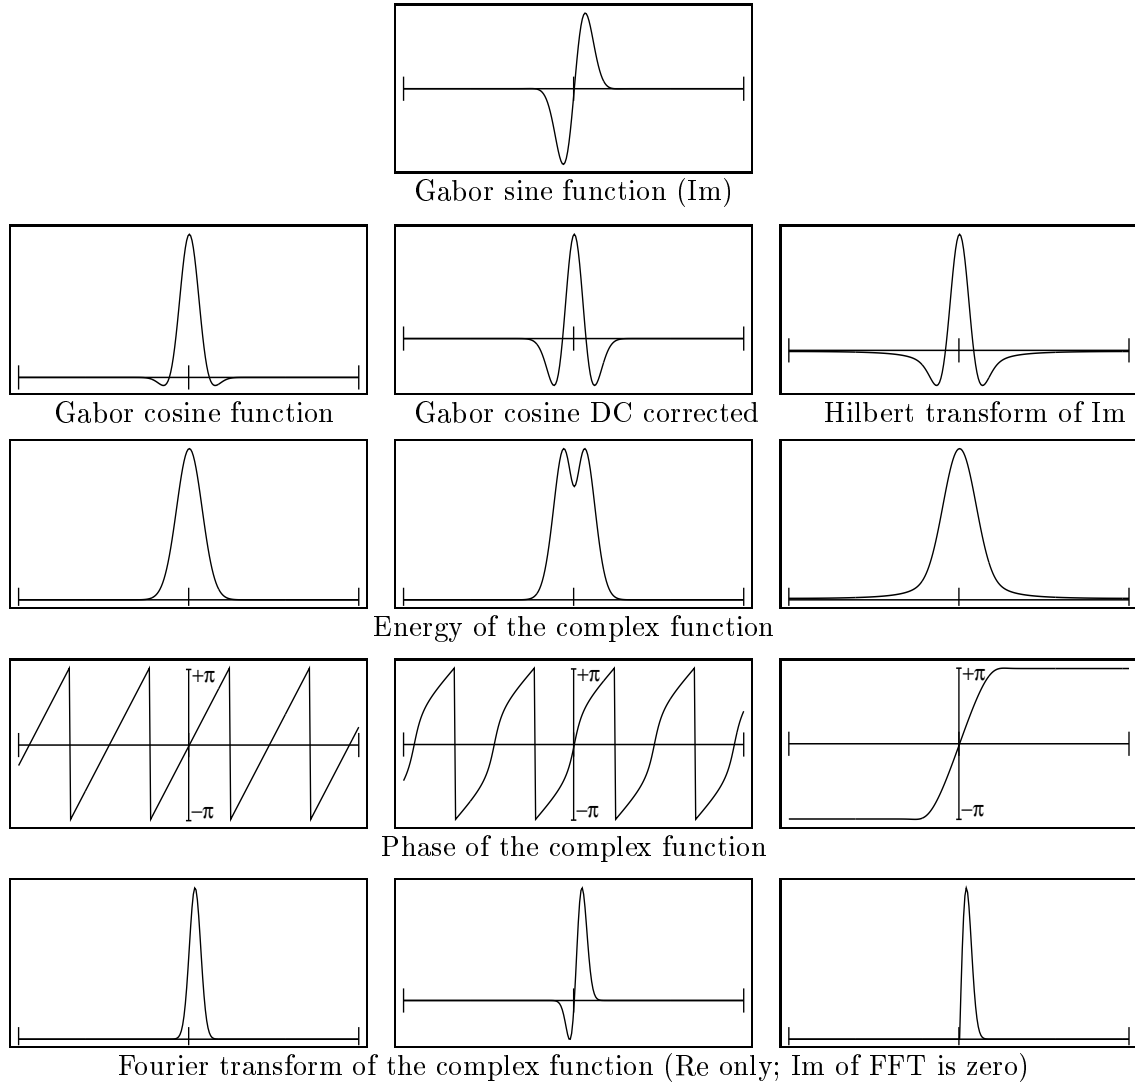 Gabor sine function (Im)
Gabor cosine function
Gabor cosine DC corrected
Hilbert transform of Im
Energy of the complex function
+π
+π
+π
−π
−π
−π
Phase of the complex function
Fourier transform of the complex function (Re only; Im of FFT is zero)